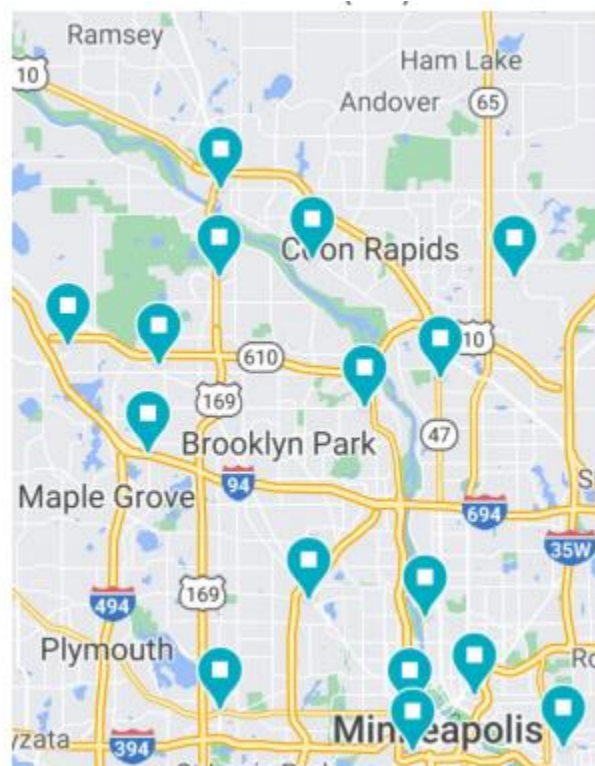 Ramsey
10
Ham Lake
Andover
65
Coon Rapids
10
610
169
47
Brooklyn Park
94
Maple Grove
694
35W
494
169
Plymouth
Minneapolis
394